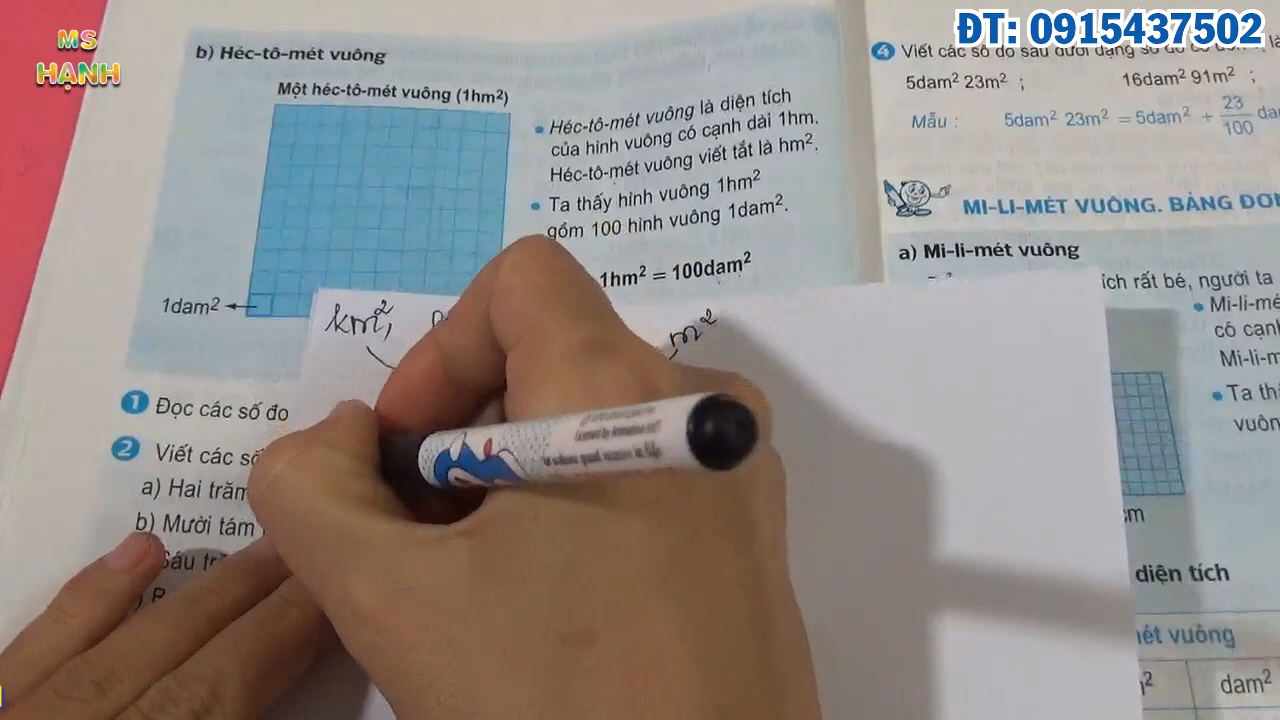 MS
HẠNH
ĐT: 0915437502
b) Héc-tô-mét vuông
Một héc-tô-mét vuông (1hm²)
1dam²
• Héc-tô-mét vuông là diện tích
của hình vuông có cạnh dài 1hm.
Héc-tô-mét vuông viết tắt là hm².
• Ta thấy hình vuông 1hm²
gồm 100 hình vuông 1dam².
1hm² = 100dam²
km²,
m²
1 Đọc các số đo
2 Viết các số
a) Hai trăm
b) Mười tám
Sáu
4 Viết các số đo sau dưới dạng số đo có
5dam² 23m² ; 16dam² 91m² ;
Mẫu : 5dam² 23m² = 5dam² + 23/100
MI-LI-MÉT VUÔNG. BẢNG
a) Mi-li-mét vuông
rất bé, người ta
• Mi-li-mé
có cạn
Mi-li-m
• Ta th
vuôn
diện tích
vuông
dam²